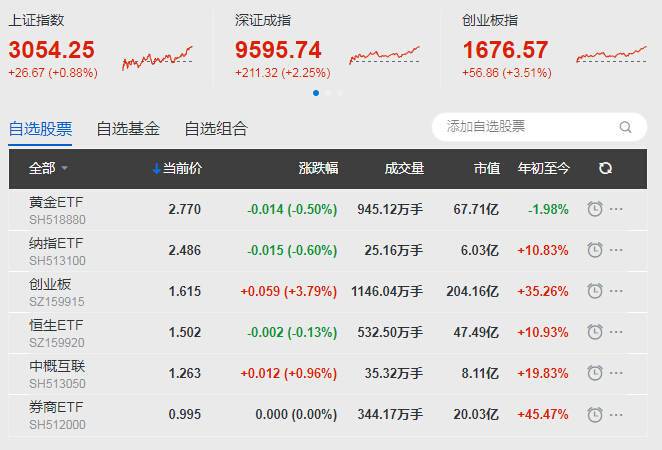 上证指数
3054.25
+26.67 (+0.88%)
深证成指
9595.74
+211.32 (+2.25%)
创业板指
1676.57
+56.86 (+3.51%)
自选股票 自选基金 自选组合 添加自选股票
全部 当前价 涨跌幅 成交量 市值 年初至今
黄金ETF 2.770 -0.014 (-0.50%) 945.12万手 67.71亿 -1.98%
SH518880
纳指ETF 2.486 -0.015 (-0.60%) 25.16万手 6.03亿 +10.83%
SH513100
创业板 1.615 +0.059 (+3.79%) 1146.04万手 204.16亿 +35.26%
SZ159915
恒生ETF 1.502 -0.002 (-0.13%) 532.50万手 47.49亿 +10.93%
SZ159920
中概互联 1.263 +0.012 (+0.96%) 35.32万手 8.11亿 +19.83%
SH513050
券商ETF 0.995 0.000 (0.00%) 344.17万手 20.03亿 +45.47%
SH512000